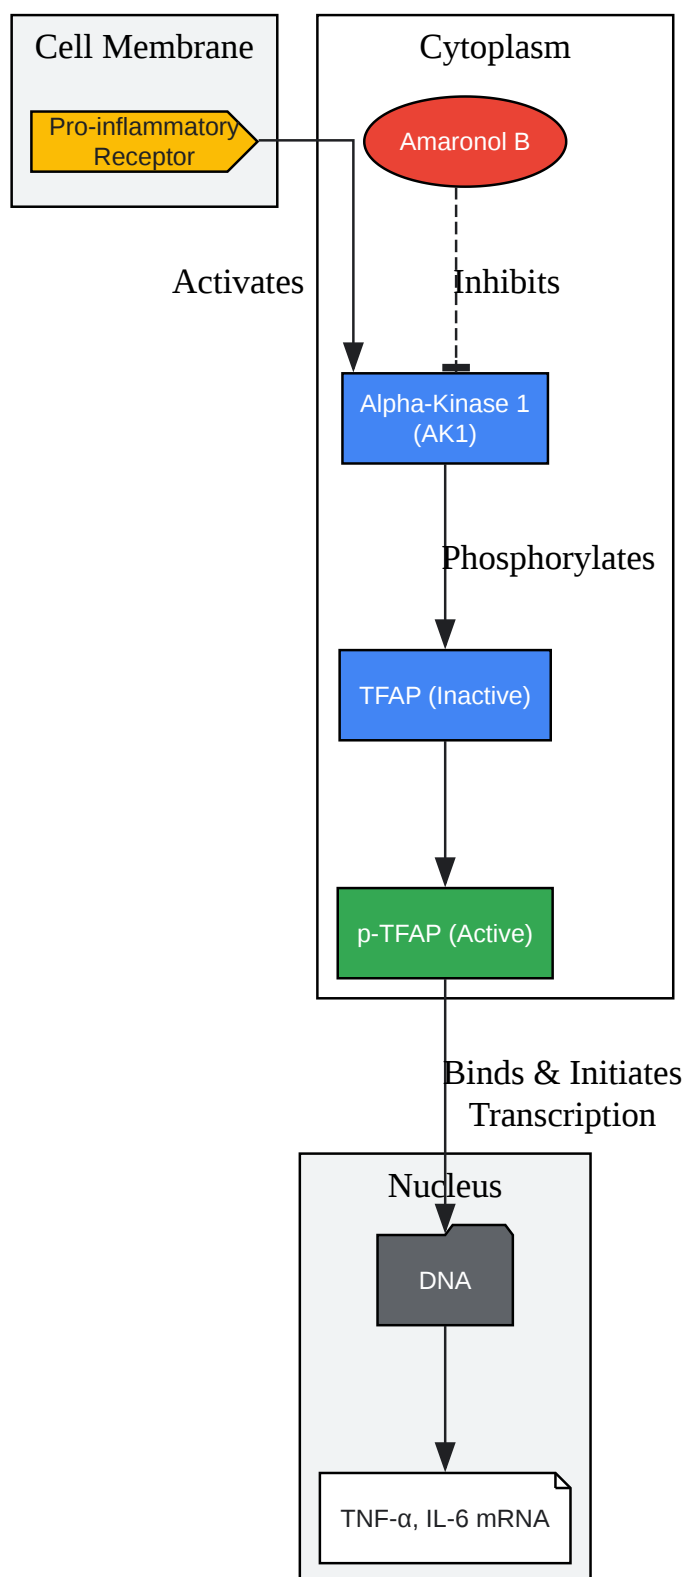 Cell Membrane
Pro-inflammatory
Receptor
Cytoplasm
Amaronol B
Activates
Inhibits
Alpha-Kinase 1
(AK1)
Phosphorylates
TFAP (Inactive)
p-TFAP (Active)
Binds & Initiates
Transcription
Nucleus
DNA
TNF-α, IL-6 mRNA